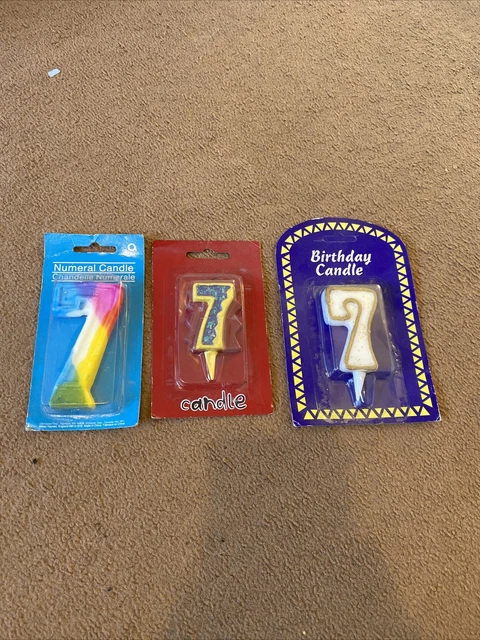 Numeral Candle
Chandelle Numérale
7
7
candle
Birthday
Candle
7